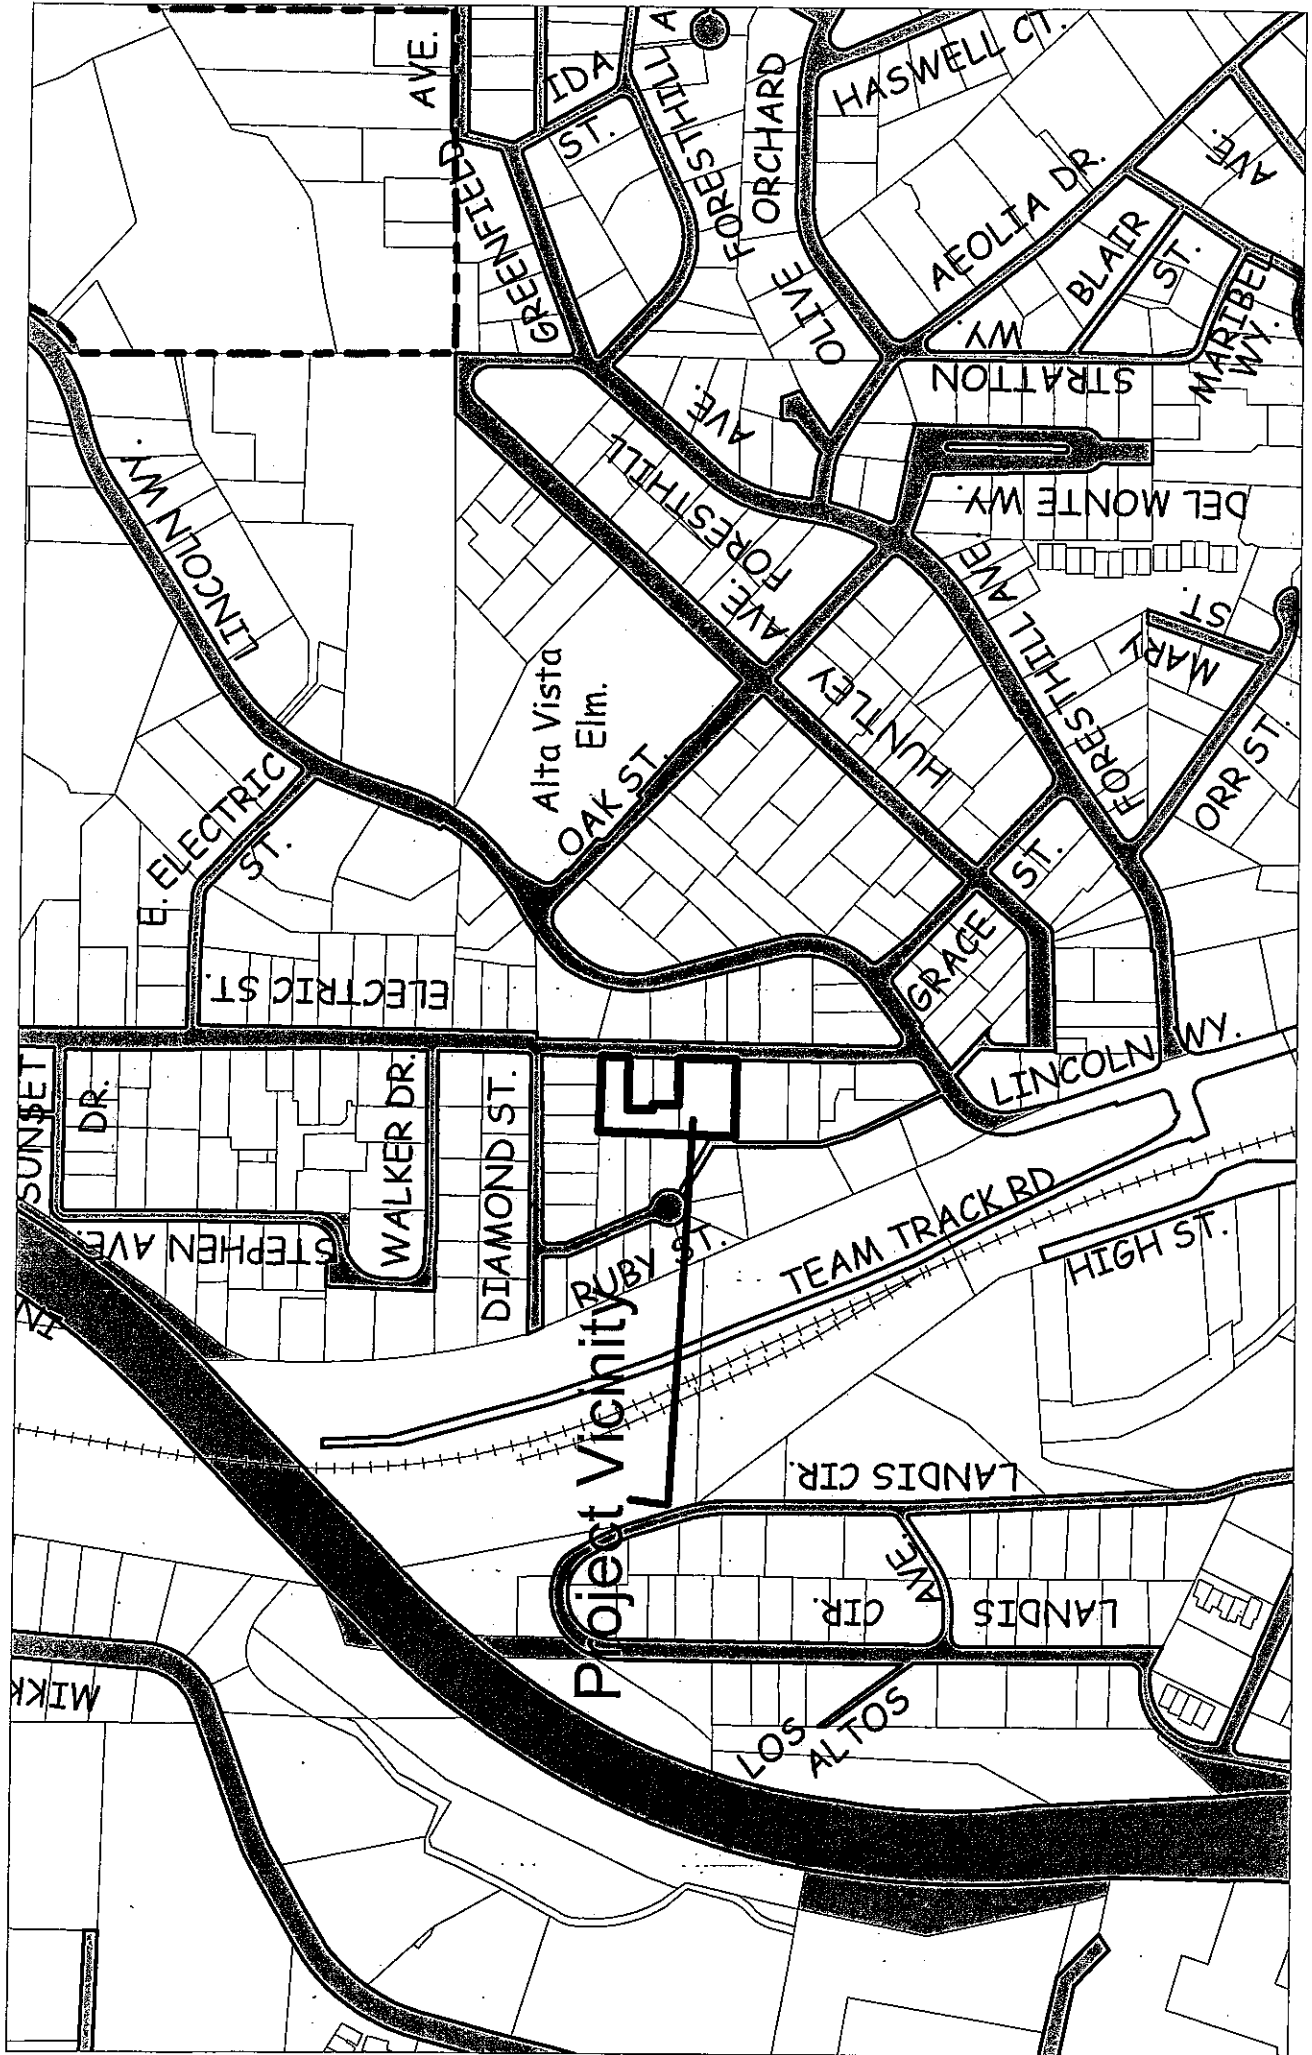 AVE.
IDA
ST.
FORESTHILL A
ORCHARD
HASWELL CT.
GREENFIELD
FORESTHILL
OLIVE
AEOLIA DR.
AVE.
BLAIR
ST.
MARIBEL
WY.
STRATTON
WY.
LINCOLN WY.
AVE.
FORESTHILL
AVE.
DEL MONTE WY.
Alta Vista
Elm.
OAK ST.
HUNTLEY
FORESTHILL AVE.
MARY
ST.
ORR ST.
E. ELECTRIC
ST.
ELECTRIC ST.
GRACE
ST.
SUNSET
DR.
WALKER DR.
DIAMOND ST.
LINCOLN WY.
STEPHEN AVE.
RUBY ST.
TEAM TRACK RD
HIGH ST.
Project Vicinity
LANDIS CIR.
AVE.
LANDIS
CIR.
LOS
ALTOS
MIKK